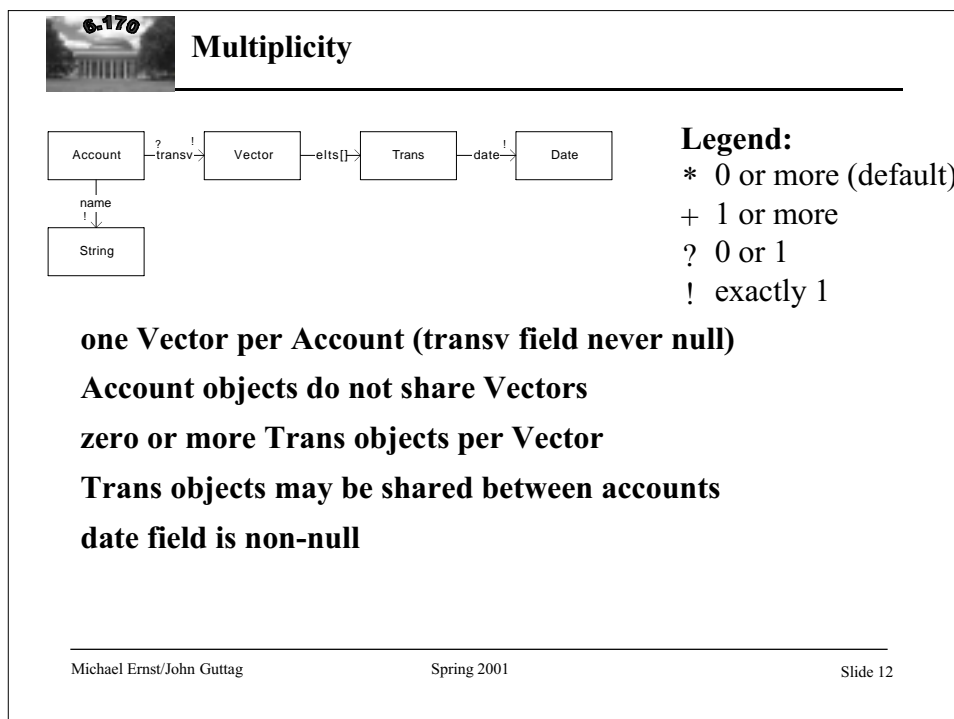 6.170
Multiplicity
Account
? transv !
Vector
elts[]
Trans
date !
Date
name
!
String
Legend:
* 0 or more (default)
+ 1 or more
? 0 or 1
! exactly 1
one Vector per Account (transv field never null)
Account objects do not share Vectors
zero or more Trans objects per Vector
Trans objects may be shared between accounts
date field is non-null
Michael Ernst/John Guttag
Spring 2001
Slide 12